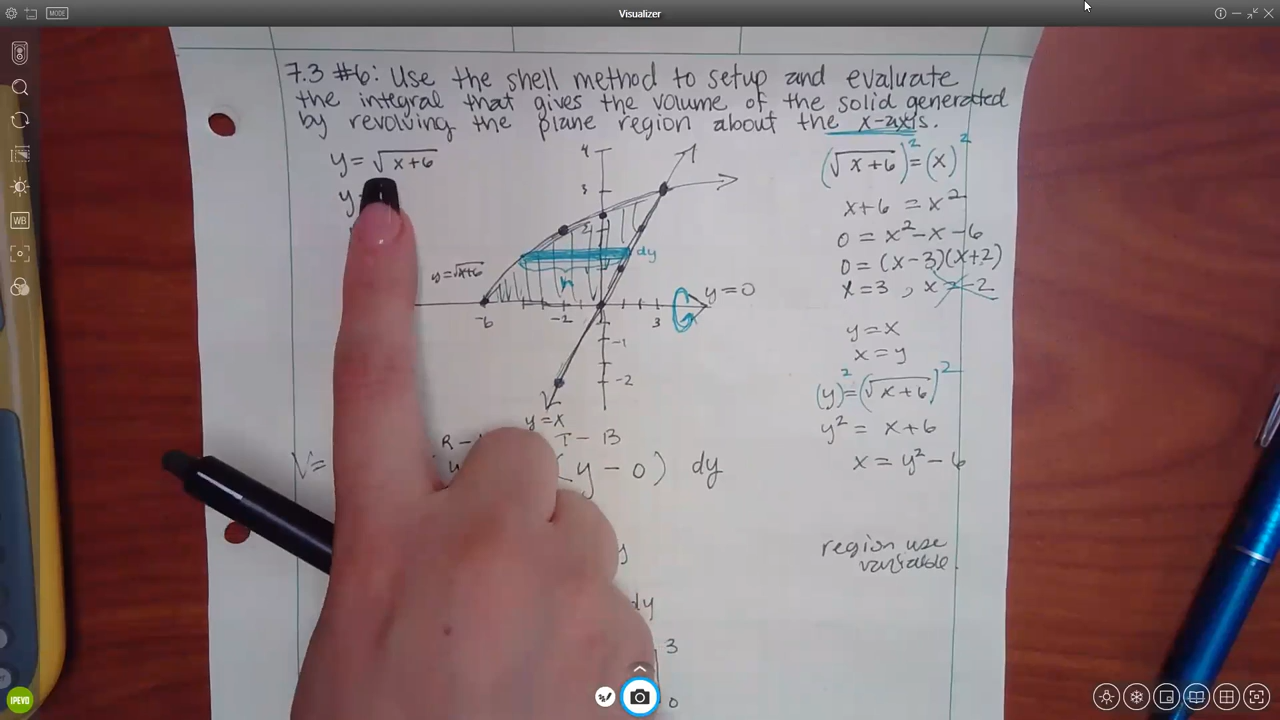 MODE
Visualizer
7.3 #6: Use the shell method to setup and evaluate
the integral that gives the volume of the solid generated
by revolving the plane region about the x-axis.
y = √x+6
y
4
3
2
dy
h
y=√x+6
y=0
-6
-2
3
-1
-2
y=x
(√x+6)² = (x)²
x+6 = x²
0 = x²-x-6
0 = (x-3)(x+2)
x=3, x=-2
y=x
x=y
(y)² = (√x+6)²
y² = x+6
x = y²-6
R -
T - B
V=
(y - 0) dy
region use
variable
dy
3
0
WB
IPEVO